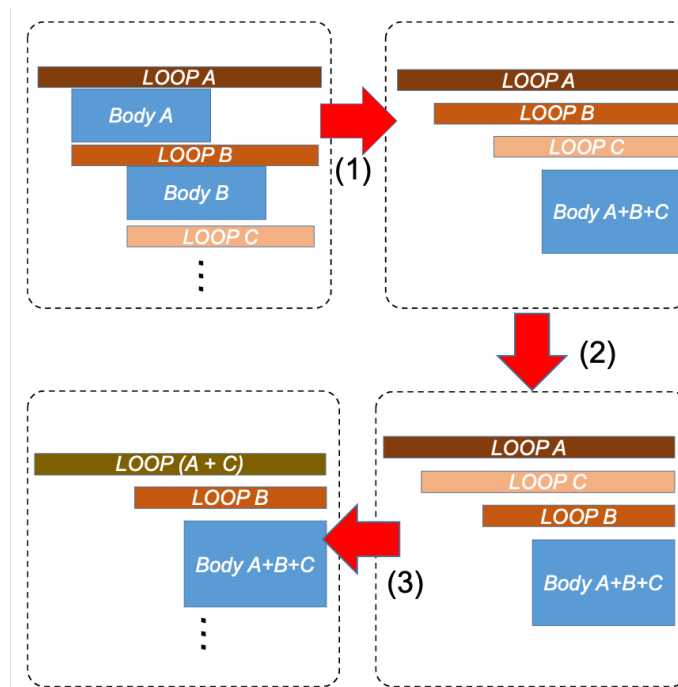 LOOP A
Body A
LOOP B
Body B
LOOP C
(1)
LOOP A
LOOP B
LOOP C
Body A+B+C
(2)
LOOP A
LOOP C
LOOP B
Body A+B+C
(3)
LOOP (A + C)
LOOP B
Body A+B+C